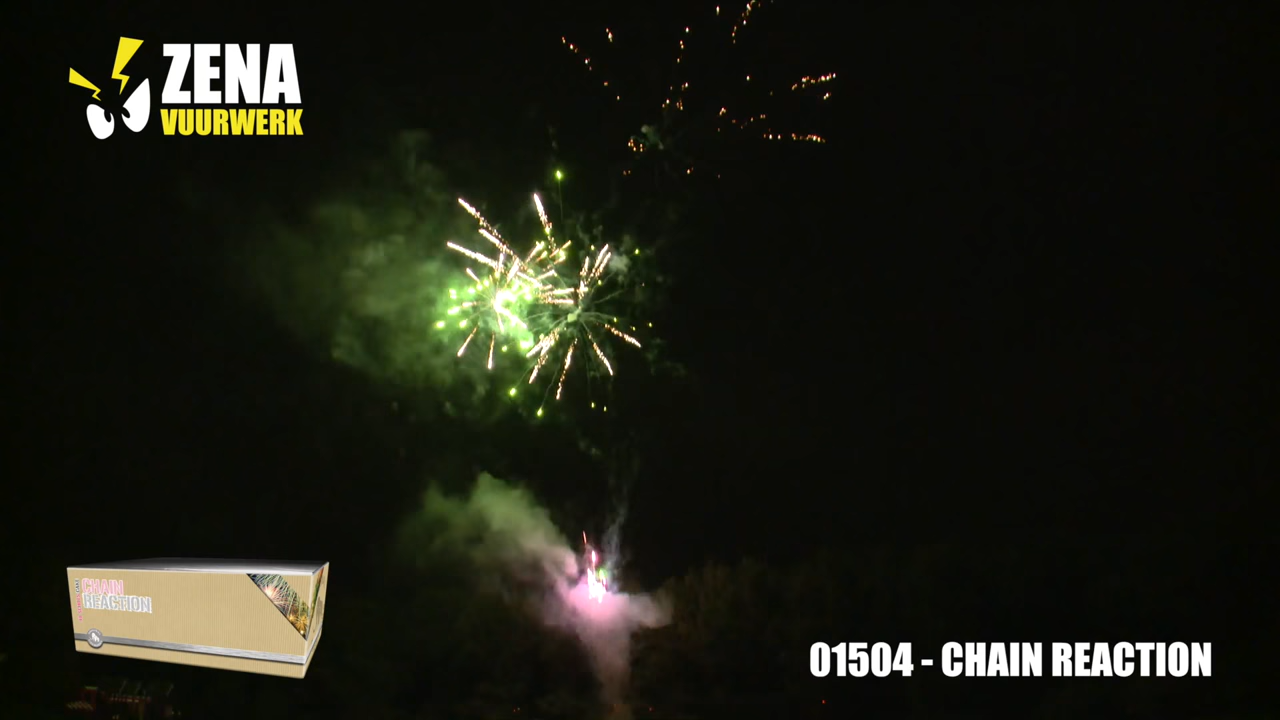 ZENA
VUURWERK
CHAIN
REACTION
01504 - CHAIN REACTION